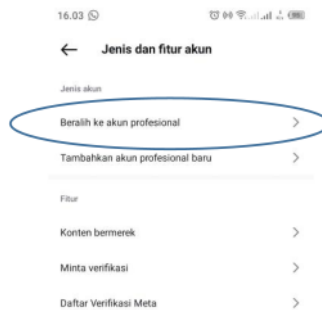 16.03
Jenis dan fitur akun
Jenis akun
Beralih ke akun profesional
Tambahkan akun profesional baru
Fitur
Konten bermerek
Minta verifikasi
Daftar Verifikasi Meta